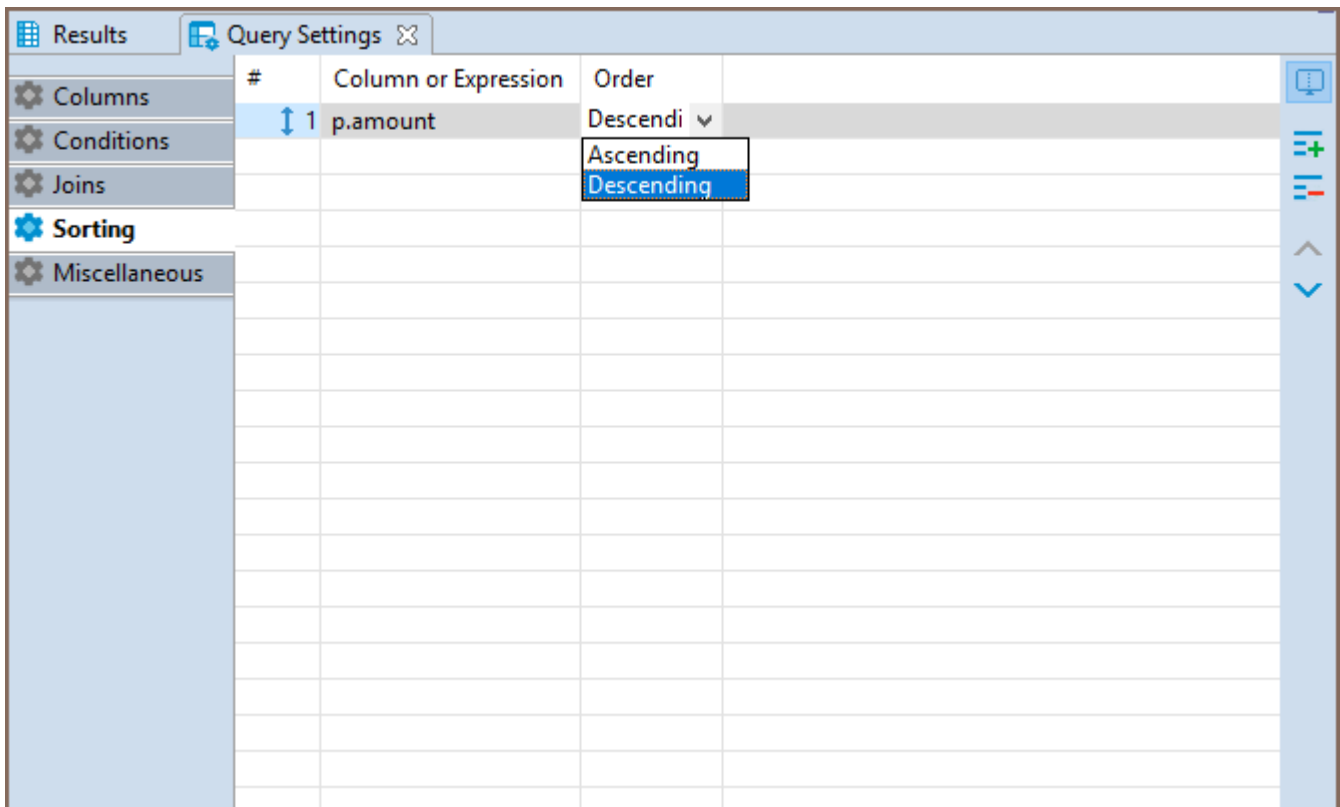 Results Query Settings
# Column or Expression Order
Columns
1 p.amount Descendi
Conditions
Ascending
Joins
Descending
Sorting
Miscellaneous